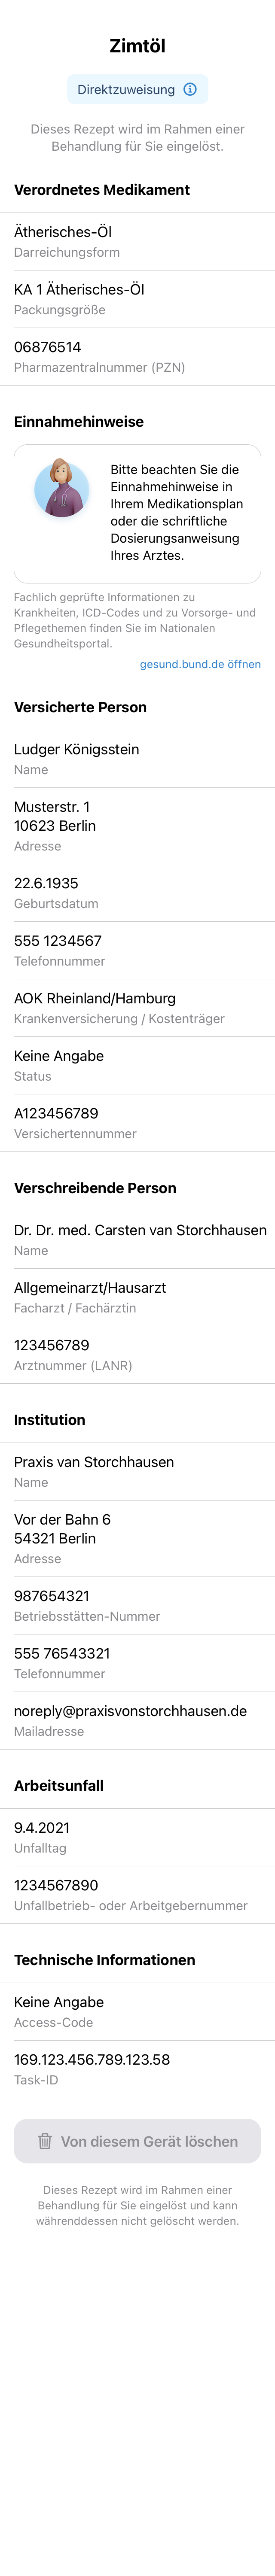 Zimtöl
Direktzuweisung
Dieses Rezept wird im Rahmen einer
Behandlung für Sie eingelöst.
Verordnetes Medikament
Ätherisches-Öl
Darreichungsform
KA 1 Ätherisches-Öl
Packungsgröße
06876514
Pharmazentralnummer (PZN)
Einnahmehinweise
Bitte beachten Sie die
Einnahmehinweise in
Ihrem Medikationsplan
oder die schriftliche
Dosierungsanweisung
Ihres Arztes.
Fachlich geprüfte Informationen zu
Krankheiten, ICD-Codes und zu Vorsorge- und
Pflegethemen finden Sie im Nationalen
Gesundheitsportal.
gesund.bund.de öffnen
Versicherte Person
Ludger Königsstein
Name
Musterstr. 1
10623 Berlin
Adresse
22.6.1935
Geburtsdatum
555 1234567
Telefonnummer
AOK Rheinland/Hamburg
Krankenversicherung / Kostenträger
Keine Angabe
Status
A123456789
Versichertennummer
Verschreibende Person
Dr. Dr. med. Carsten van Storchhausen
Name
Allgemeinarzt/Hausarzt
Facharzt / Fachärztin
123456789
Arztnummer (LANR)
Institution
Praxis van Storchhausen
Name
Vor der Bahn 6
54321 Berlin
Adresse
987654321
Betriebsstätten-Nummer
555 76543321
Telefonnummer
noreply@praxisvonstorchhausen.de
Mailadresse
Arbeitsunfall
9.4.2021
Unfalltag
1234567890
Unfallbetrieb- oder Arbeitgebernummer
Technische Informationen
Keine Angabe
Access-Code
169.123.456.789.123.58
Task-ID
Von diesem Gerät löschen
Dieses Rezept wird im Rahmen einer
Behandlung für Sie eingelöst und kann
währenddessen nicht gelöscht werden.